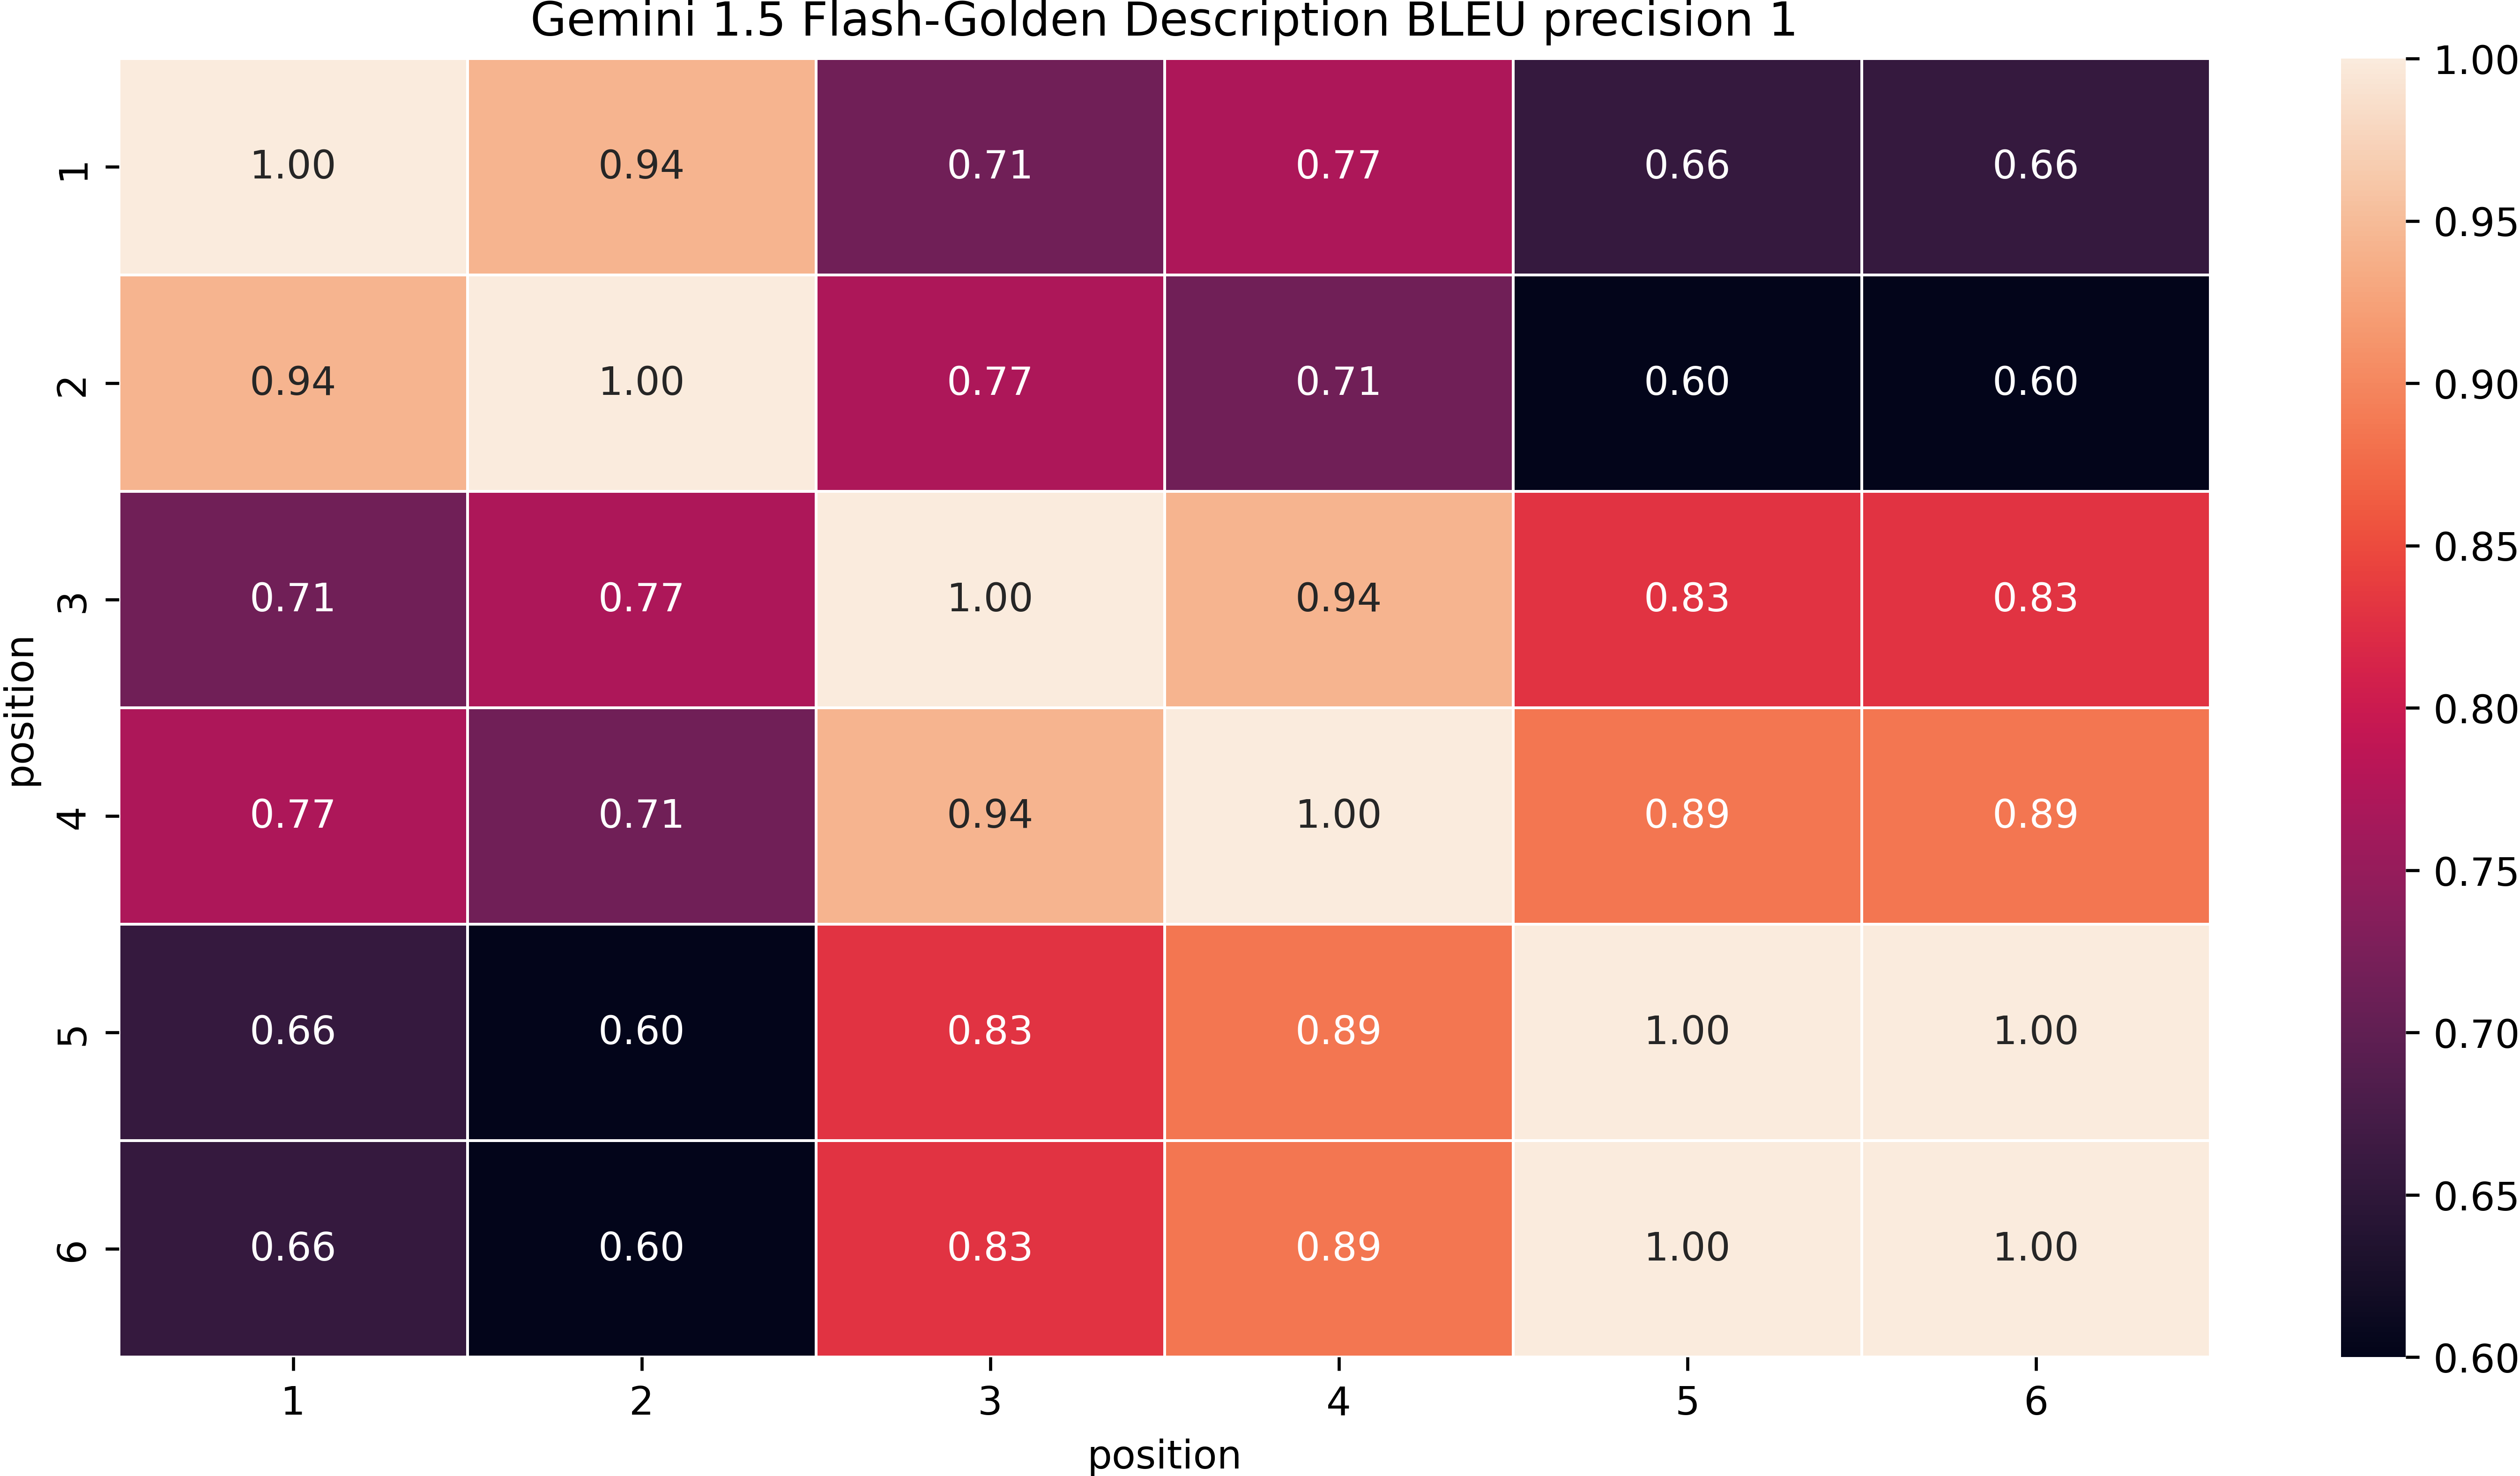 Gemini 1.5 Flash-Golden Description BLEU precision 1
1 1.00 0.94 0.71 0.77 0.66 0.66
2 0.94 1.00 0.77 0.71 0.60 0.60
3 0.71 0.77 1.00 0.94 0.83 0.83
4 0.77 0.71 0.94 1.00 0.89 0.89
5 0.66 0.60 0.83 0.89 1.00 1.00
6 0.66 0.60 0.83 0.89 1.00 1.00
position
1 2 3 4 5 6
position
1.00
0.95
0.90
0.85
0.80
0.75
0.70
0.65
0.60